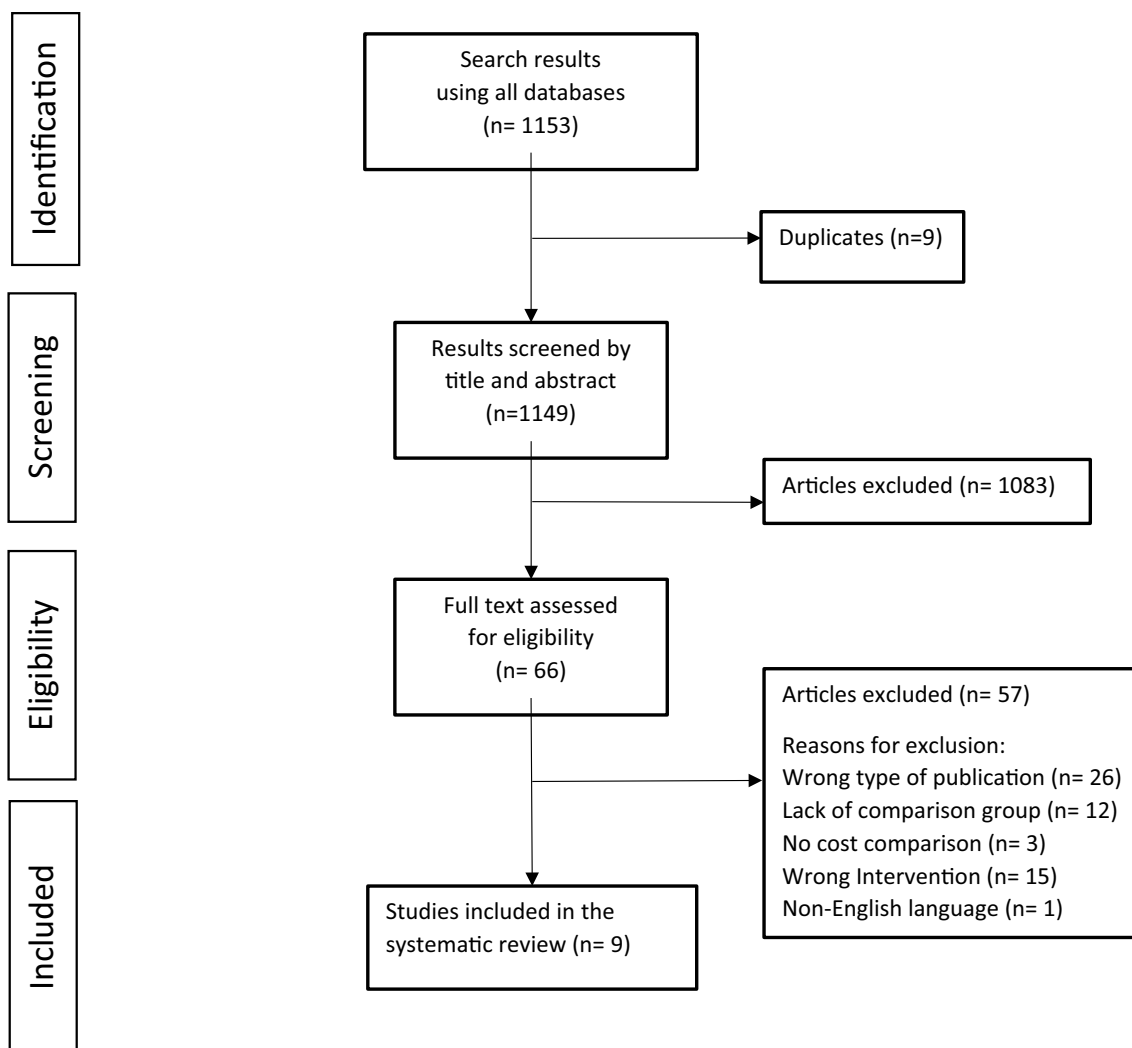 Identification
Search results
using all databases
(n= 1153)
Duplicates (n=9)
Screening
Results screened by
title and abstract
(n=1149)
Articles excluded (n= 1083)
Eligibility
Full text assessed
for eligibility
(n= 66)
Articles excluded (n= 57)
Reasons for exclusion:
Wrong type of publication (n= 26)
Lack of comparison group (n= 12)
No cost comparison (n= 3)
Wrong Intervention (n= 15)
Non-English language (n= 1)
Included
Studies included in the
systematic review (n= 9)